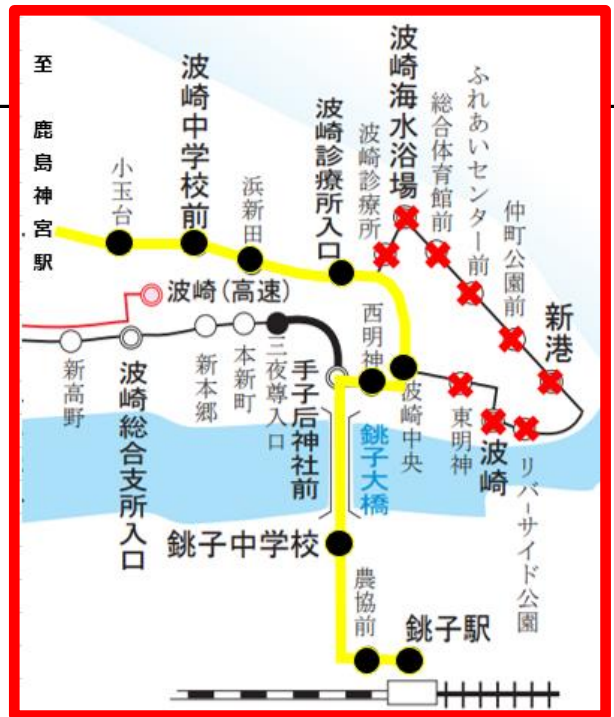 至 鹿島神宮駅
小玉台
波崎中学校前
浜新田
波崎診療所入口
波崎診療所
波崎海水浴場
総合体育館前
ふれあいセンター前
仲町公園前
新港
波崎(高速)
新高野
波崎総合支所入口
新本郷
本新町
三夜尊入口
手子后神社前
西明神
波崎中央
東明神
波崎
リバーサイド公園
銚子大橋
銚子中学校
農協前
銚子駅